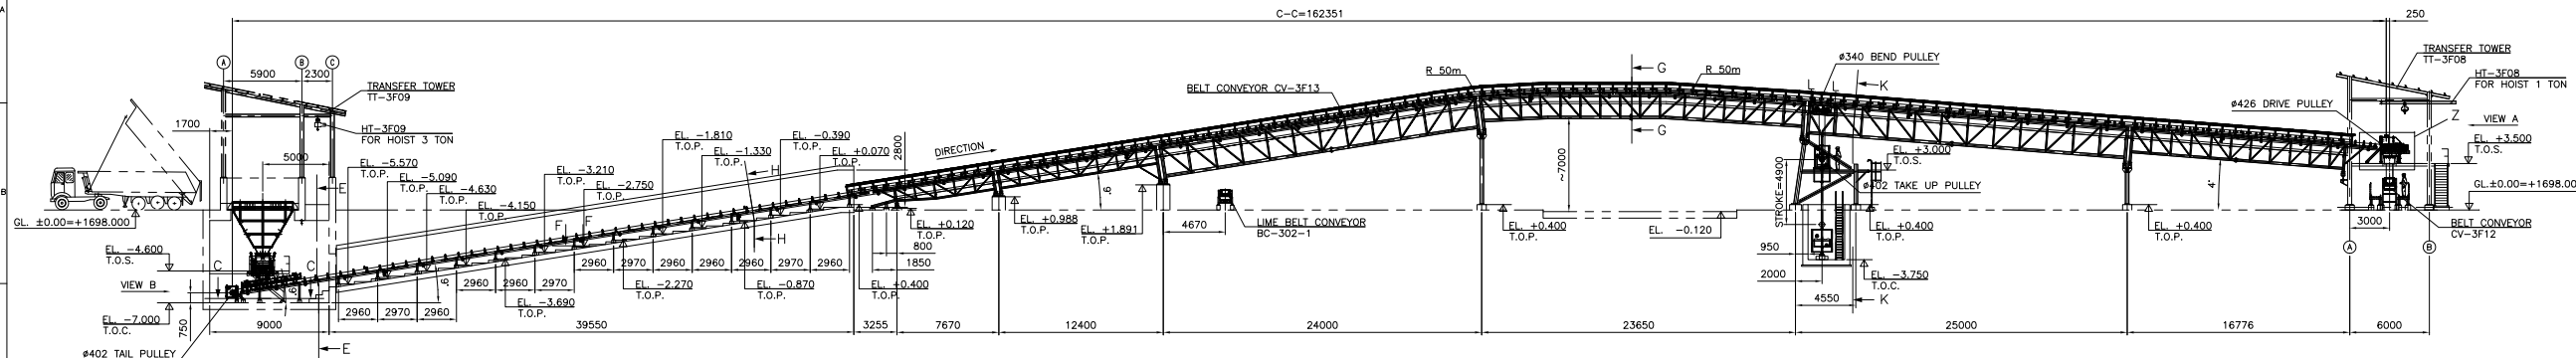 A
B
C-C=162351
250
A
B
C
5900
2300
TRANSFER TOWER
TT-3F09
1700
HT-3F09
FOR HOIST 3 TON
5000
E
EL. -5.570
T.O.P.
EL. -5.090
T.O.P.
EL. -4.630
T.O.P.
EL. -4.150
T.O.P.
EL. -3.210
T.O.P.
EL. -2.750
T.O.P.
EL. -1.810
T.O.P.
EL. -1.330
T.O.P.
EL. -0.390
T.O.P.
EL. +0.070
T.O.P.
2800
H
H
F
F
DIRECTION
BELT CONVEYOR CV-3F13
R 50m
G
G
R 50m
ø340 BEND PULLEY
L
L
K
TRANSFER TOWER
TT-3F08
HT-3F08
FOR HOIST 1 TON
ø426 DRIVE PULLEY
Z
VIEW A
EL. +3.500
T.O.S.
GL. ±0.00=+1698.000
GL. ±0.00=+1698.000
EL. -4.600
T.O.S.
C
C
VIEW B
EL. -7.000
T.O.C.
750
ø402 TAIL PULLEY
9000
E
9°
2960
2970
2960
9°
2960
2960
2970
EL. -3.690
T.O.P.
2960
2970
2960
2960
2960
2970
2960
EL. -2.270
T.O.P.
EL. -0.870
T.O.P.
800
1850
EL. +0.400
T.O.P.
EL. +0.120
T.O.P.
9°
EL. +0.988
T.O.P.
EL. +1.891
T.O.P.
4670
LIME BELT CONVEYOR
BC-302-1
~7000
EL. +0.400
T.O.P.
EL. -0.120
STROKE=4900
EL. +3.000
T.O.S.
ø402 TAKE UP PULLEY
EL. +0.400
T.O.P.
950
2000
EL. -3.750
T.O.C.
4550
K
EL. +0.400
T.O.P.
4°
3000
A
B
BELT CONVEYOR
CV-3F12
39550
3255
7670
12400
24000
23650
25000
16776
6000